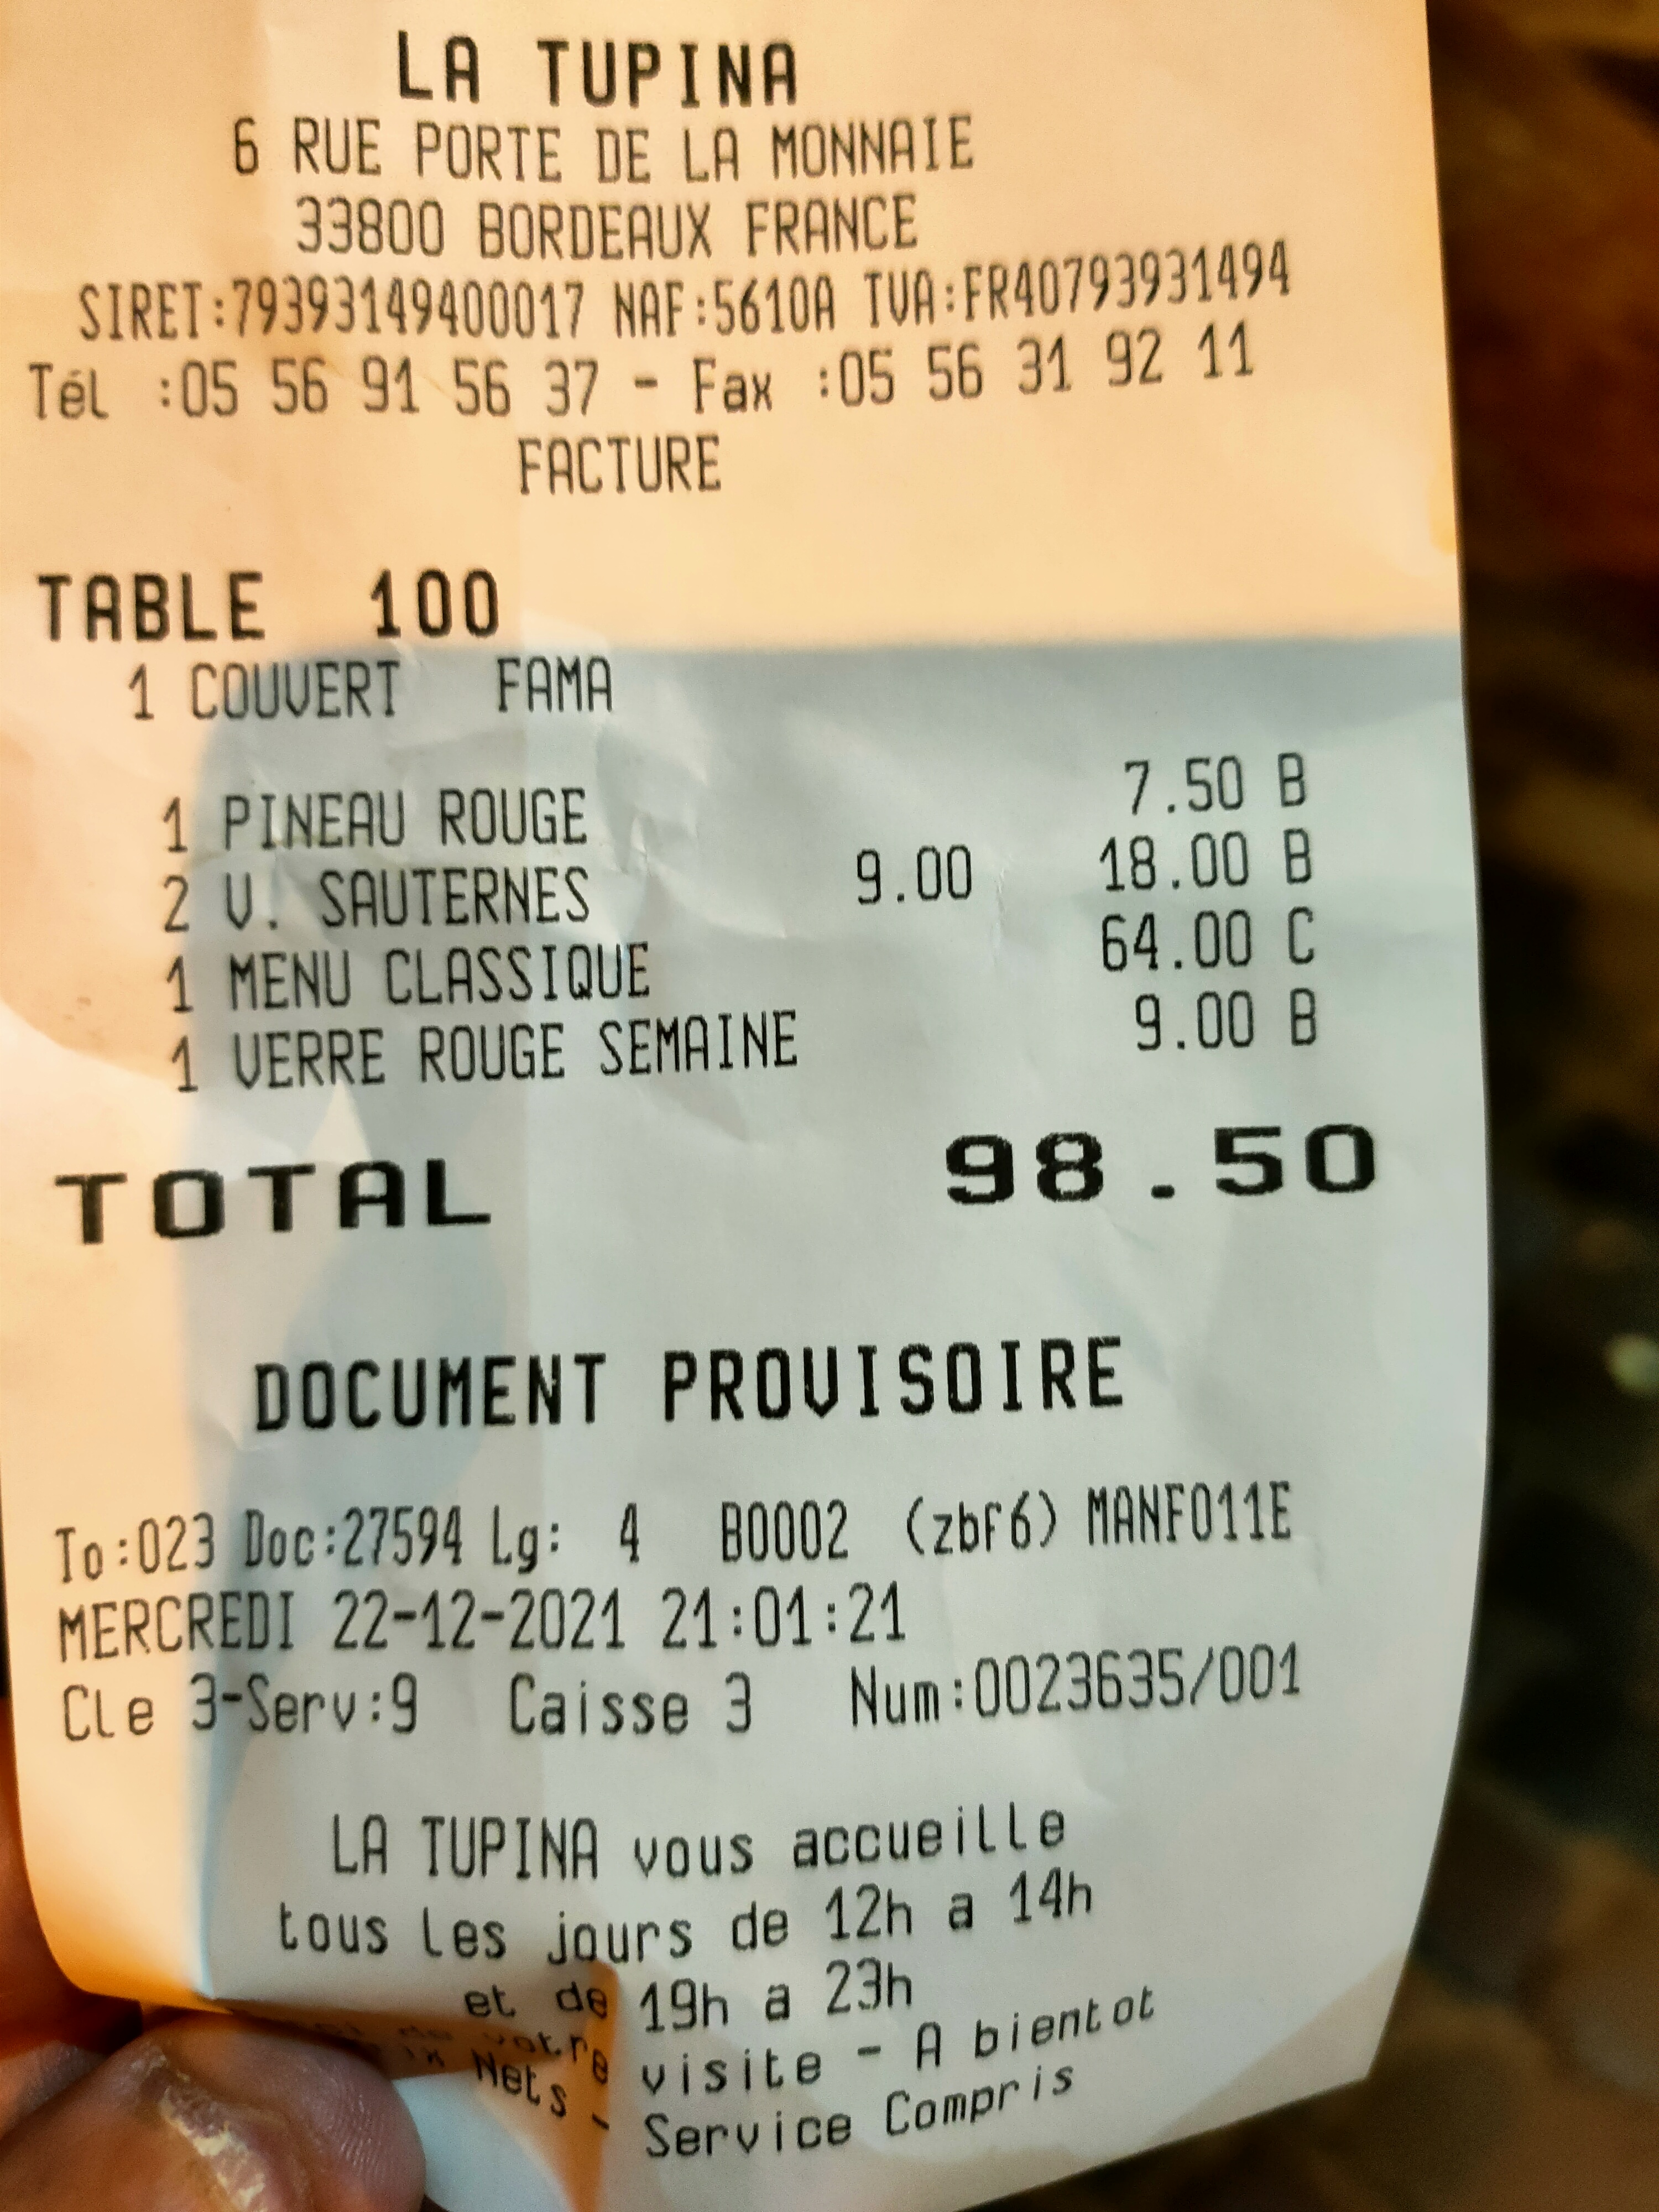 LA TUPINA
6 RUE PORTE DE LA MONNAIE
33800 BORDEAUX FRANCE
SIRET:79393149400017 NAF:5610A TVA:FR40793931494
Tél :05 56 91 56 37 - Fax :05 56 31 92 11
FACTURE
TABLE 100
1 COUVERT FAMA
1 PINEAU ROUGE 7.50 B
2 V. SAUTERNES 9.00 18.00 B
1 MENU CLASSIQUE 64.00 C
1 VERRE ROUGE SEMAINE 9.00 B
TOTAL 98.50
DOCUMENT PROVISOIRE
To:023 Doc:27594 Lg: 4 B0002 (zbf6) MANF011E
MERCREDI 22-12-2021 21:01:21
Cle 3-Serv:9 Caisse 3 Num:0023635/001
LA TUPINA vous accueille
tous les jours de 12h a 14h
et de 19h a 23h
de votre visite - A bientot
Nets - Service Compris